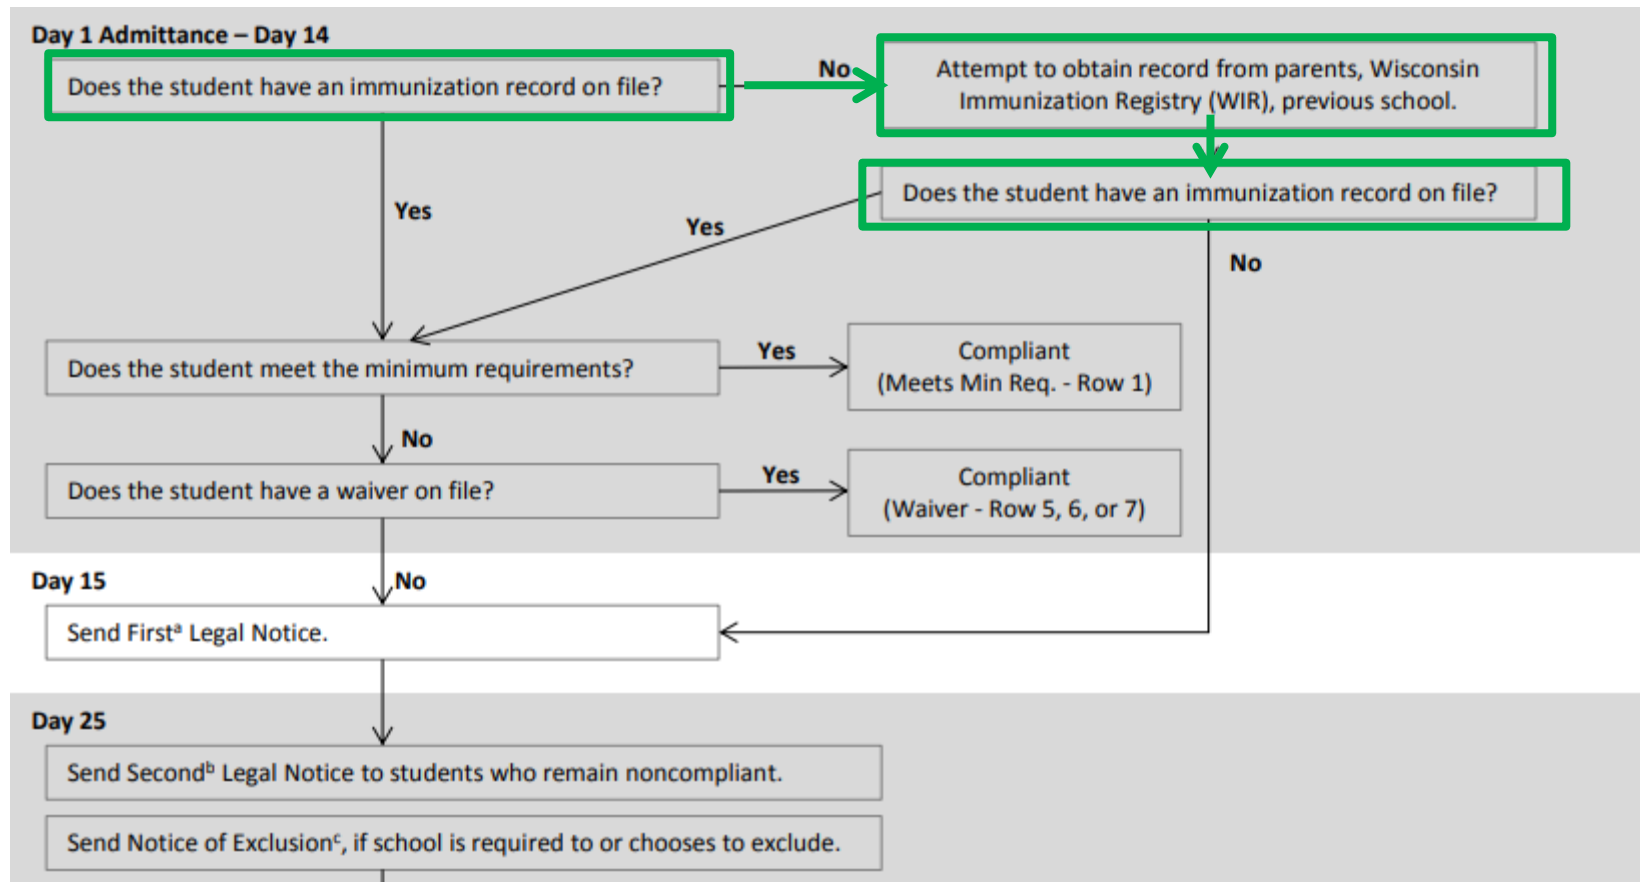 Day 1 Admittance – Day 14
Does the student have an immunization record on file?
No
Attempt to obtain record from parents, Wisconsin
Immunization Registry (WIR), previous school.
Does the student have an immunization record on file?
Yes
Yes
No
Does the student meet the minimum requirements?
Yes
Compliant
(Meets Min Req. - Row 1)
No
Does the student have a waiver on file?
Yes
Compliant
(Waiver - Row 5, 6, or 7)
Day 15
No
Send Firstᵃ Legal Notice.
Day 25
Send Secondᵇ Legal Notice to students who remain noncompliant.
Send Notice of Exclusionᶜ, if school is required to or chooses to exclude.